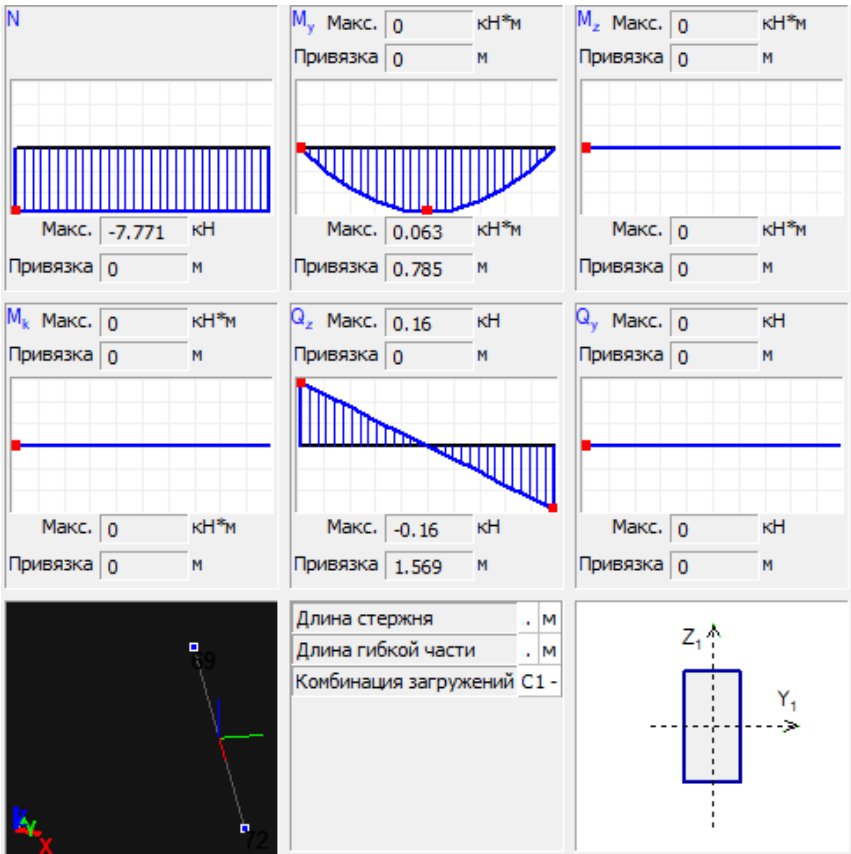 N
My Макс. 0 кН*м
Привязка 0 м
Mz Макс. 0 кН*м
Привязка 0 м
Макс. -7.771 кН
Привязка 0 м
Макс. 0.063 кН*м
Привязка 0.785 м
Макс. 0 кН*м
Привязка 0 м
Mk Макс. 0 кН*м
Привязка 0 м
Qz Макс. 0.16 кН
Привязка 0 м
Qy Макс. 0 кН
Привязка 0 м
Макс. 0 кН*м
Привязка 0 м
Макс. -0.16 кН
Привязка 1.569 м
Макс. 0 кН
Привязка 0 м
69
72
Y
X
Длина стержня . м
Длина гибкой части . м
Комбинация загружений C1 -
Z1
Y1